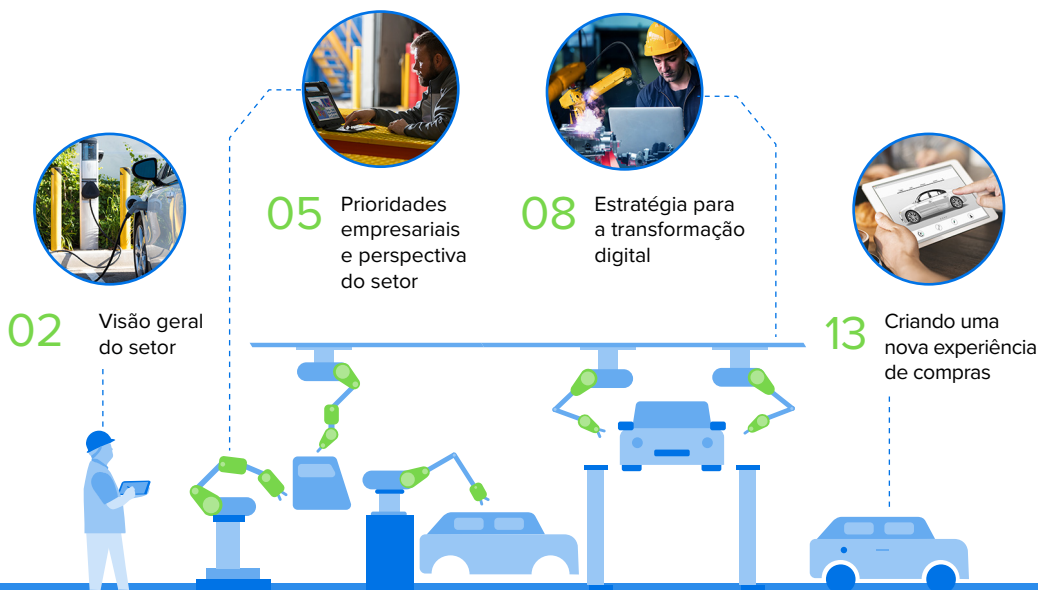 02
Visão geral
do setor
05
Prioridades
empresariais
e perspectiva
do setor
08
Estratégia para
a transformação
digital
13
Criando uma
nova experiência
de compras